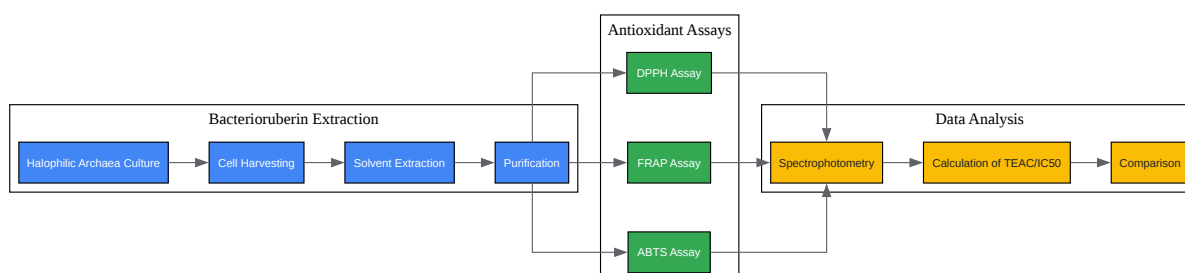 Bacterioruberin Extraction
Halophilic Archaea Culture
Cell Harvesting
Solvent Extraction
Purification
Antioxidant Assays
DPPH Assay
FRAP Assay
ABTS Assay
Data Analysis
Spectrophotometry
Calculation of TEAC/IC50
Comparison